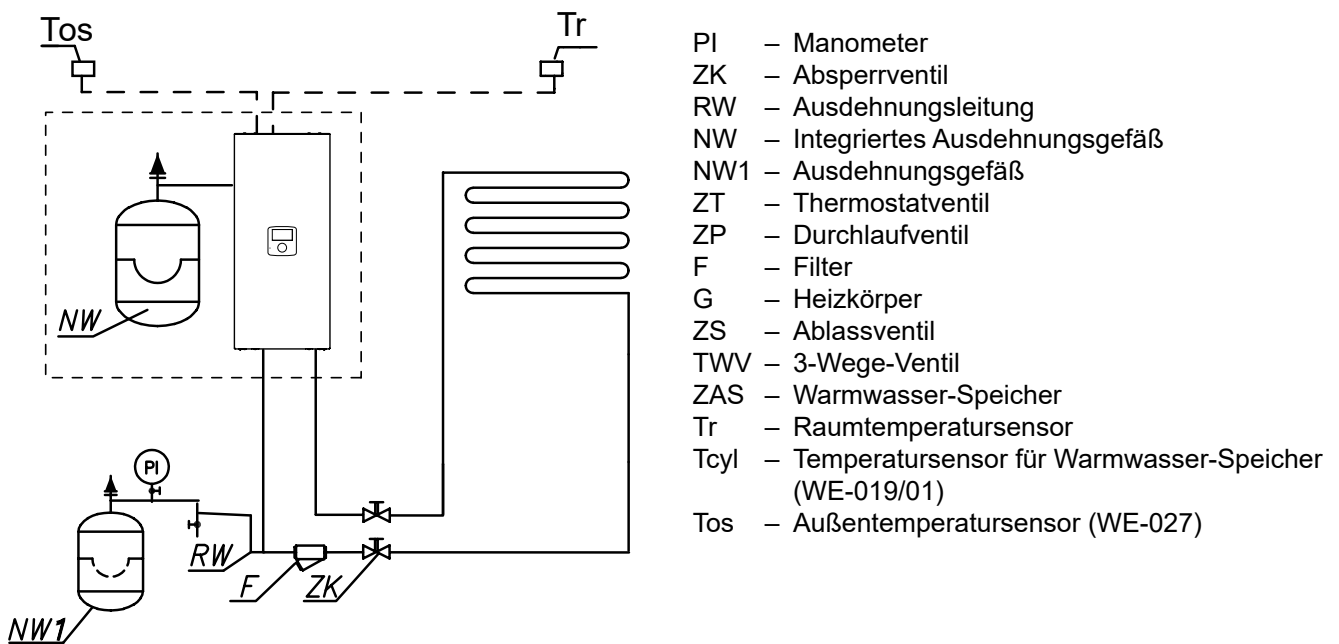 Tos
Tr
NW
PI
RW
F
ZK
NW1
PI – Manometer
ZK – Absperrventil
RW – Ausdehnungsleitung
NW – Integriertes Ausdehnungsgefäß
NW1 – Ausdehnungsgefäß
ZT – Thermostatventil
ZP – Durchlaufventil
F – Filter
G – Heizkörper
ZS – Ablassventil
TWV – 3-Wege-Ventil
ZAS – Warmwasser-Speicher
Tr – Raumtemperatursensor
Tcyl – Temperatursensor für Warmwasser-Speicher
(WE-019/01)
Tos – Außentemperatursensor (WE-027)